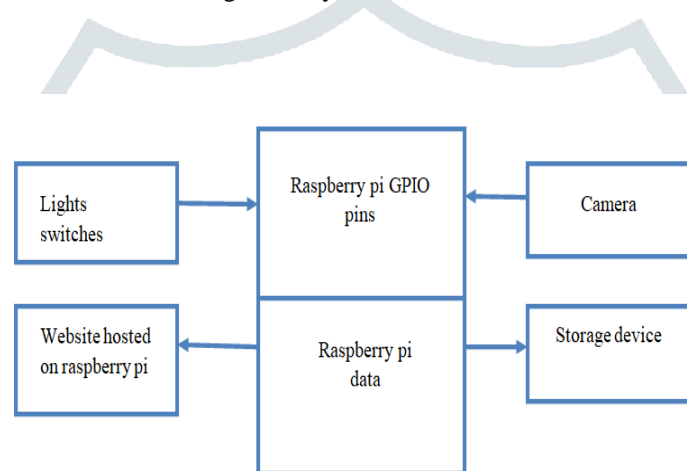 Raspberry pi GPIO
pins
Lights
switches
Camera
Website hosted
on raspberry pi
Raspberry pi
data
Storage device